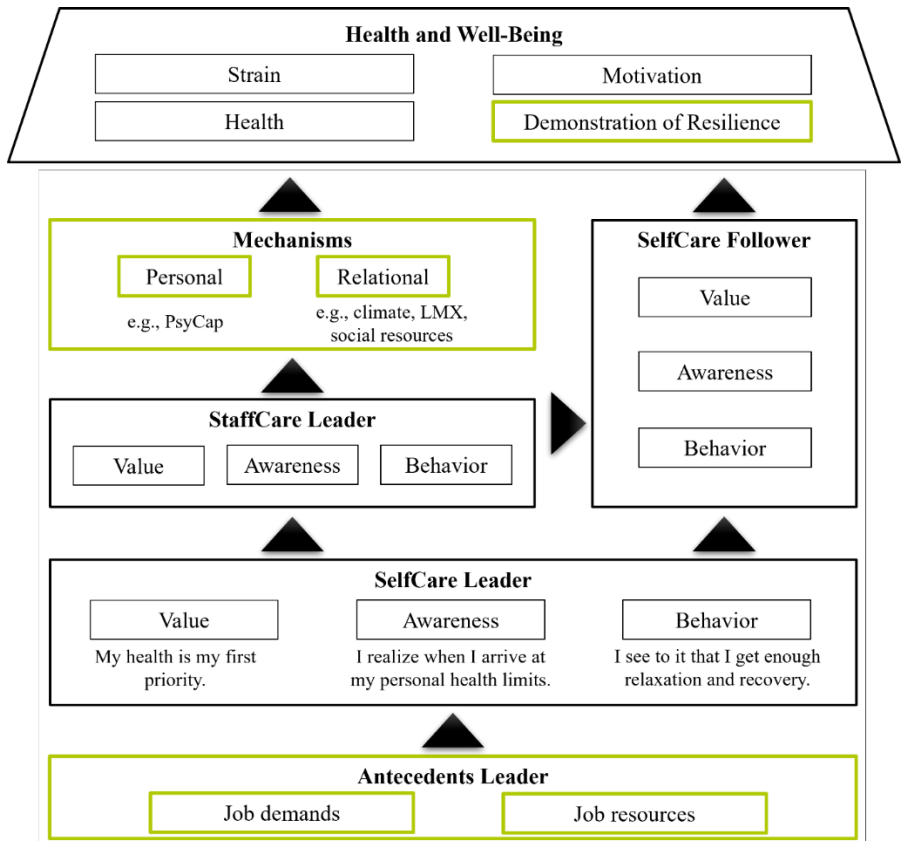 Health and Well-Being
Strain
Motivation
Health
Demonstration of Resilience
Mechanisms
Personal
Relational
e.g., PsyCap
e.g., climate, LMX,
social resources
SelfCare Follower
Value
Awareness
Behavior
StaffCare Leader
Value
Awareness
Behavior
SelfCare Leader
Value
Awareness
Behavior
My health is my first
priority.
I realize when I arrive at
my personal health limits.
I see to it that I get enough
relaxation and recovery.
Antecedents Leader
Job demands
Job resources